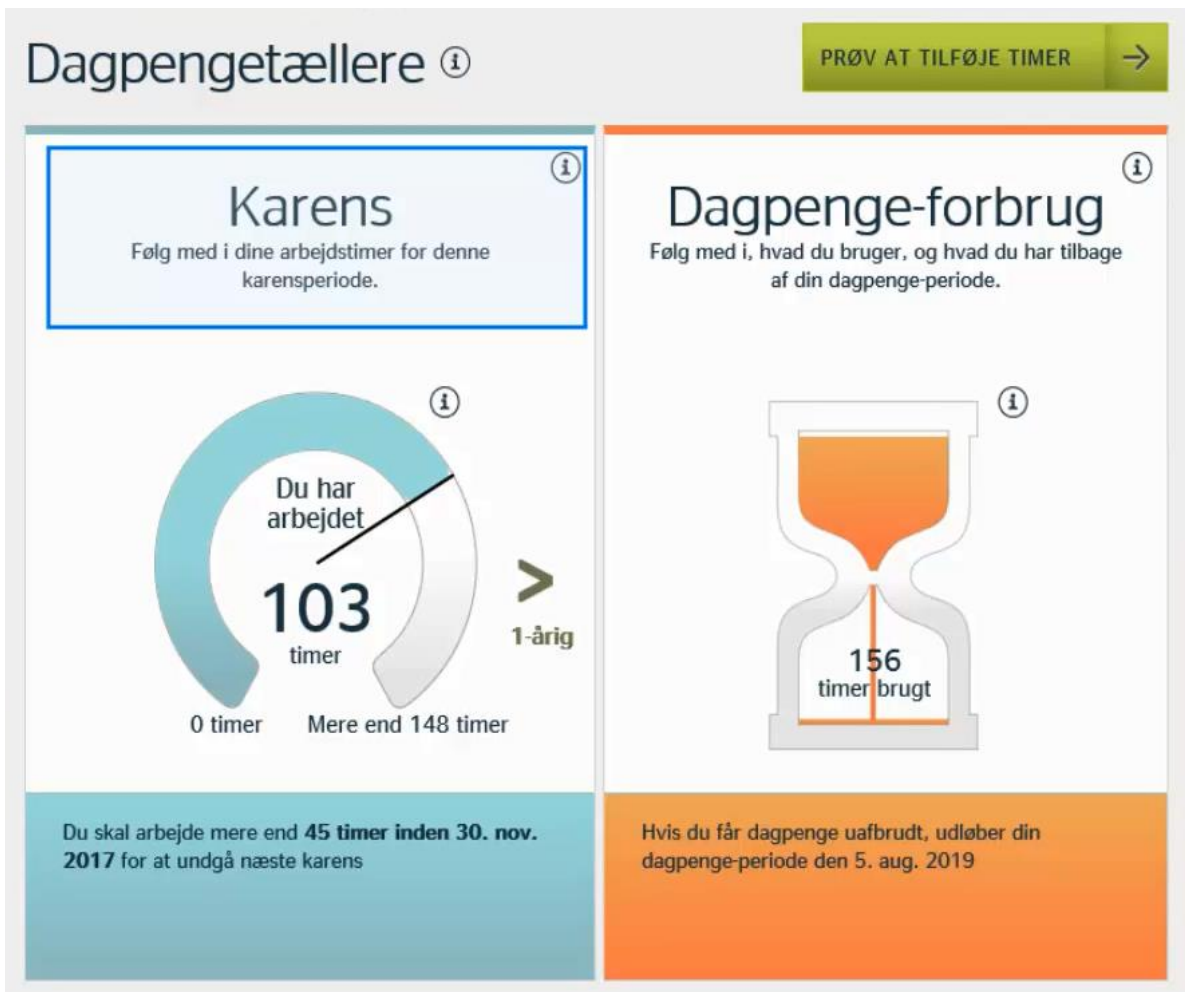 Dagpengetællere
PRØV AT TILFØJE TIMER
Karens
Følg med i dine arbejdstimer for denne
karensperiode.
Du har
arbejdet
103
timer
0 timer
Mere end 148 timer
>
1-årig
Du skal arbejde mere end 45 timer inden 30. nov.
2017 for at undgå næste karens
Dagpenge-forbrug
Følg med i, hvad du bruger, og hvad du har tilbage
af din dagpenge-periode.
156
timer brugt
Hvis du får dagpenge uafbrudt, udløber din
dagpenge-periode den 5. aug. 2019